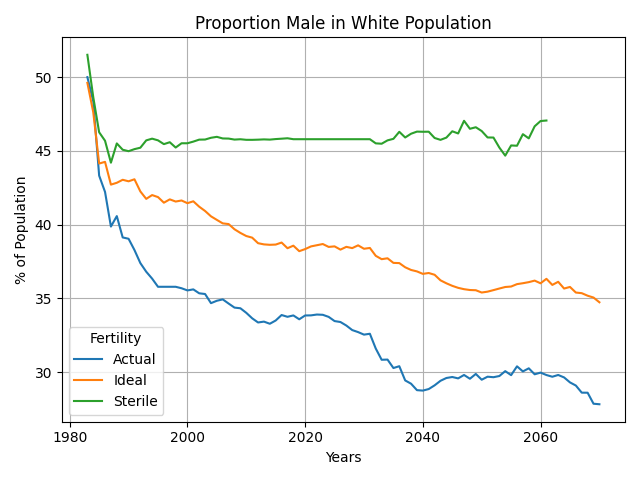 Proportion Male in White Population
% of Population
50
45
40
35
30
Fertility
Actual
Ideal
Sterile
1980
2000
2020
2040
2060
Years